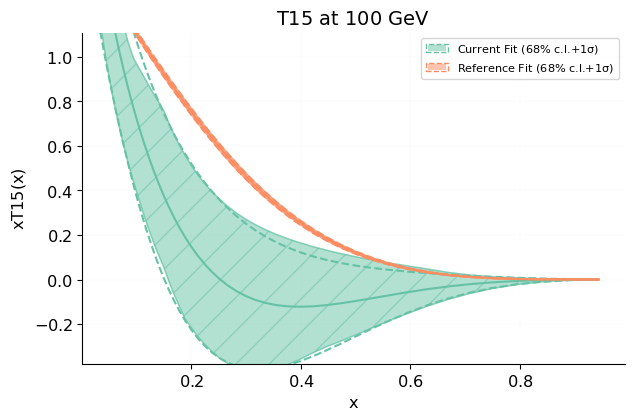 T15 at 100 GeV
Current Fit (68% c.l.+1σ)
Reference Fit (68% c.l.+1σ)
xT15(x)
1.0
0.8
0.6
0.4
0.2
0.0
−0.2
0.2
0.4
0.6
0.8
x